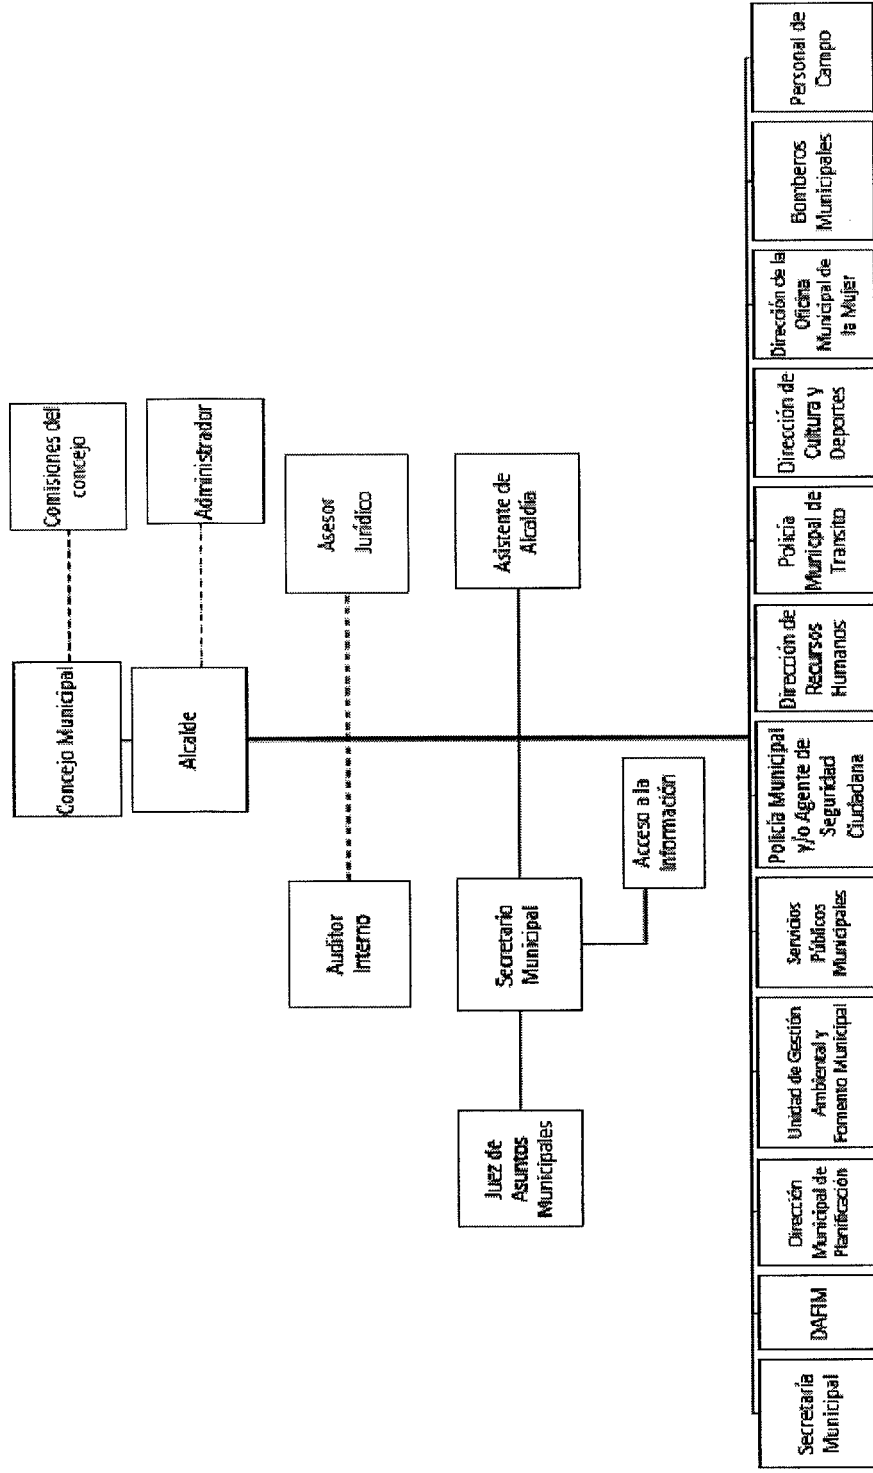 Comisiones del
concejo
Concejo Municipal
Administrador
Alcalde
Auditor
Interno
Asesor
Jurídico
Juez de
Asuntos
Municipales
Secretario
Municipal
Asistente de
Alcaldía
Acceso a la
Información
Secretaría
Municipal
DAFIM
Dirección
Municipal de
Planificación
Unidad de Gestión
Ambiental y
Fomento Municipal
Servicios
Públicos
Municipales
Policía Municipal
y/o Agente de
Seguridad
Ciudadana
Dirección de
Recursos
Humanos
Policía
Municpal de
Transito
Dirección de
Cultura y
Deportes
Dirección de la
Oficina
Municipal de
la Mujer
Bomberos
Municipales
Personal de
Campo